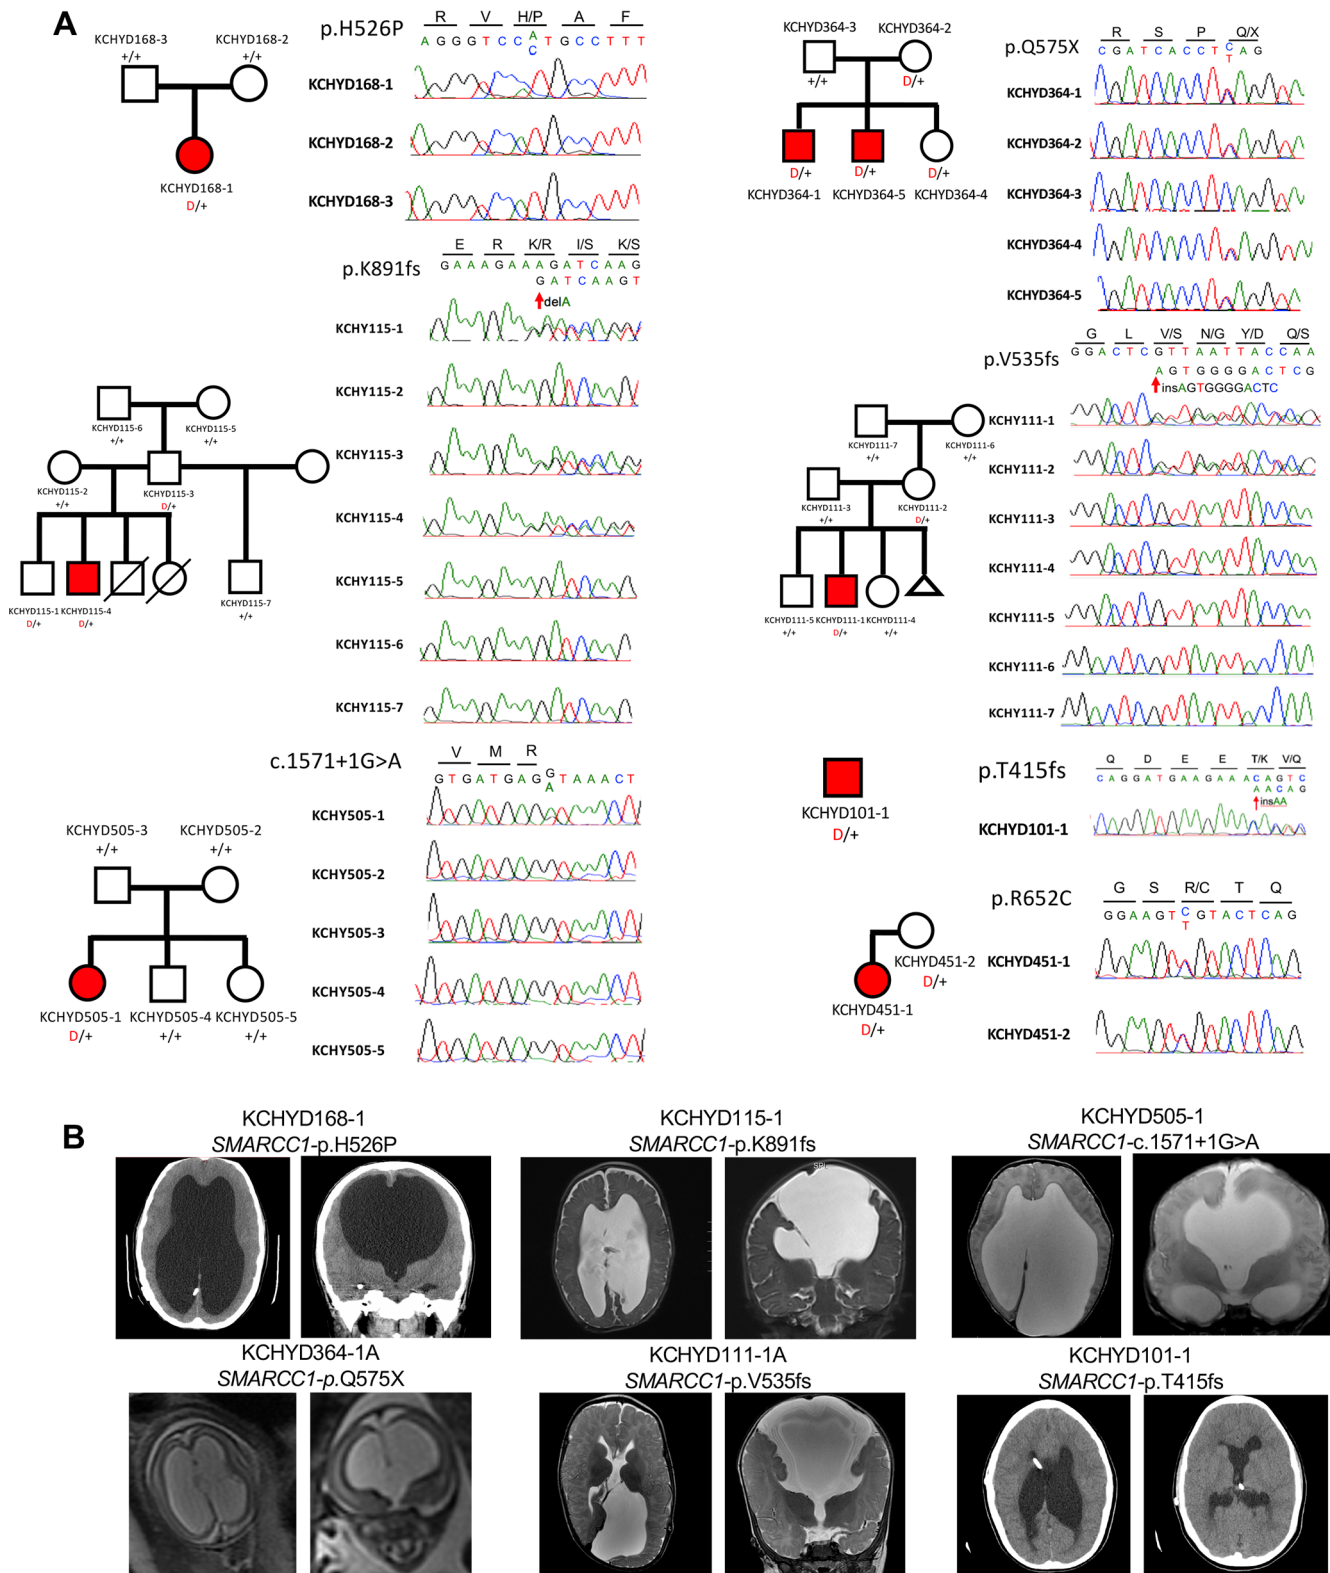 A
KCHYD168-3
+/+
KCHYD168-2
+/+
KCHYD168-1
D/+
p.H526P
R V H/P A F
A G G G T C C A T G C C T T T
C
KCHYD168-1
KCHYD168-2
KCHYD168-3
KCHYD364-3
+/+
KCHYD364-2
D/+
D/+ D/+ D/+
KCHYD364-1 KCHYD364-5 KCHYD364-4
p.Q575X
R S P Q/X
C G A T C A C C T C A G
T
KCHYD364-1
KCHYD364-2
KCHYD364-3
KCHYD364-4
KCHYD364-5
p.K891fs
E R K/R I/S K/S
G A A A G A A A G A T C A A G
G A T C A A G T
delA
KCHY115-1
KCHY115-2
KCHY115-3
KCHY115-4
KCHY115-5
KCHY115-6
KCHY115-7
KCHYD115-6
+/+
KCHYD115-5
+/+
KCHYD115-2
+/+
KCHYD115-3
D/+
KCHYD115-1 KCHYD115-4
D/+ D/+
KCHYD115-7
+/+
p.V535fs
G L V/S N/G Y/D Q/S
G G A C T C G T T A A T T A C C A A
A G T G G G G A C T C G
insAGTGGGGACTC
KCHY111-1
KCHY111-2
KCHY111-3
KCHY111-4
KCHY111-5
KCHY111-6
KCHY111-7
KCHYD111-7
+/+
KCHYD111-6
+/+
KCHYD111-3
+/+
KCHYD111-2
D/+
KCHYD111-5 KCHYD111-1 KCHYD111-4
+/+ D/+ +/+
c.1571+1G>A
V M R
G T G A T G A G G T A A A C T
A
KCHY505-1
KCHY505-2
KCHY505-3
KCHY505-4
KCHY505-5
KCHYD505-3
+/+
KCHYD505-2
+/+
KCHYD505-1 KCHYD505-4 KCHYD505-5
D/+ +/+ +/+
KCHYD101-1
D/+
p.T415fs
Q D E E T/K V/Q
C A G G A T G A A G A A A C A G T C
A A C A G
insAA
KCHYD101-1
KCHYD451-2
D/+
KCHYD451-1
D/+
p.R652C
G S R/C T Q
G G A A G T C G T A C T C A G
T
KCHYD451-1
KCHYD451-2
B
KCHYD168-1
SMARCC1-p.H526P
KCHYD115-1
SMARCC1-p.K891fs
SPL
KCHYD505-1
SMARCC1-c.1571+1G>A
KCHYD364-1A
SMARCC1-p.Q575X
KCHYD111-1A
SMARCC1-p.V535fs
KCHYD101-1
SMARCC1-p.T415fs